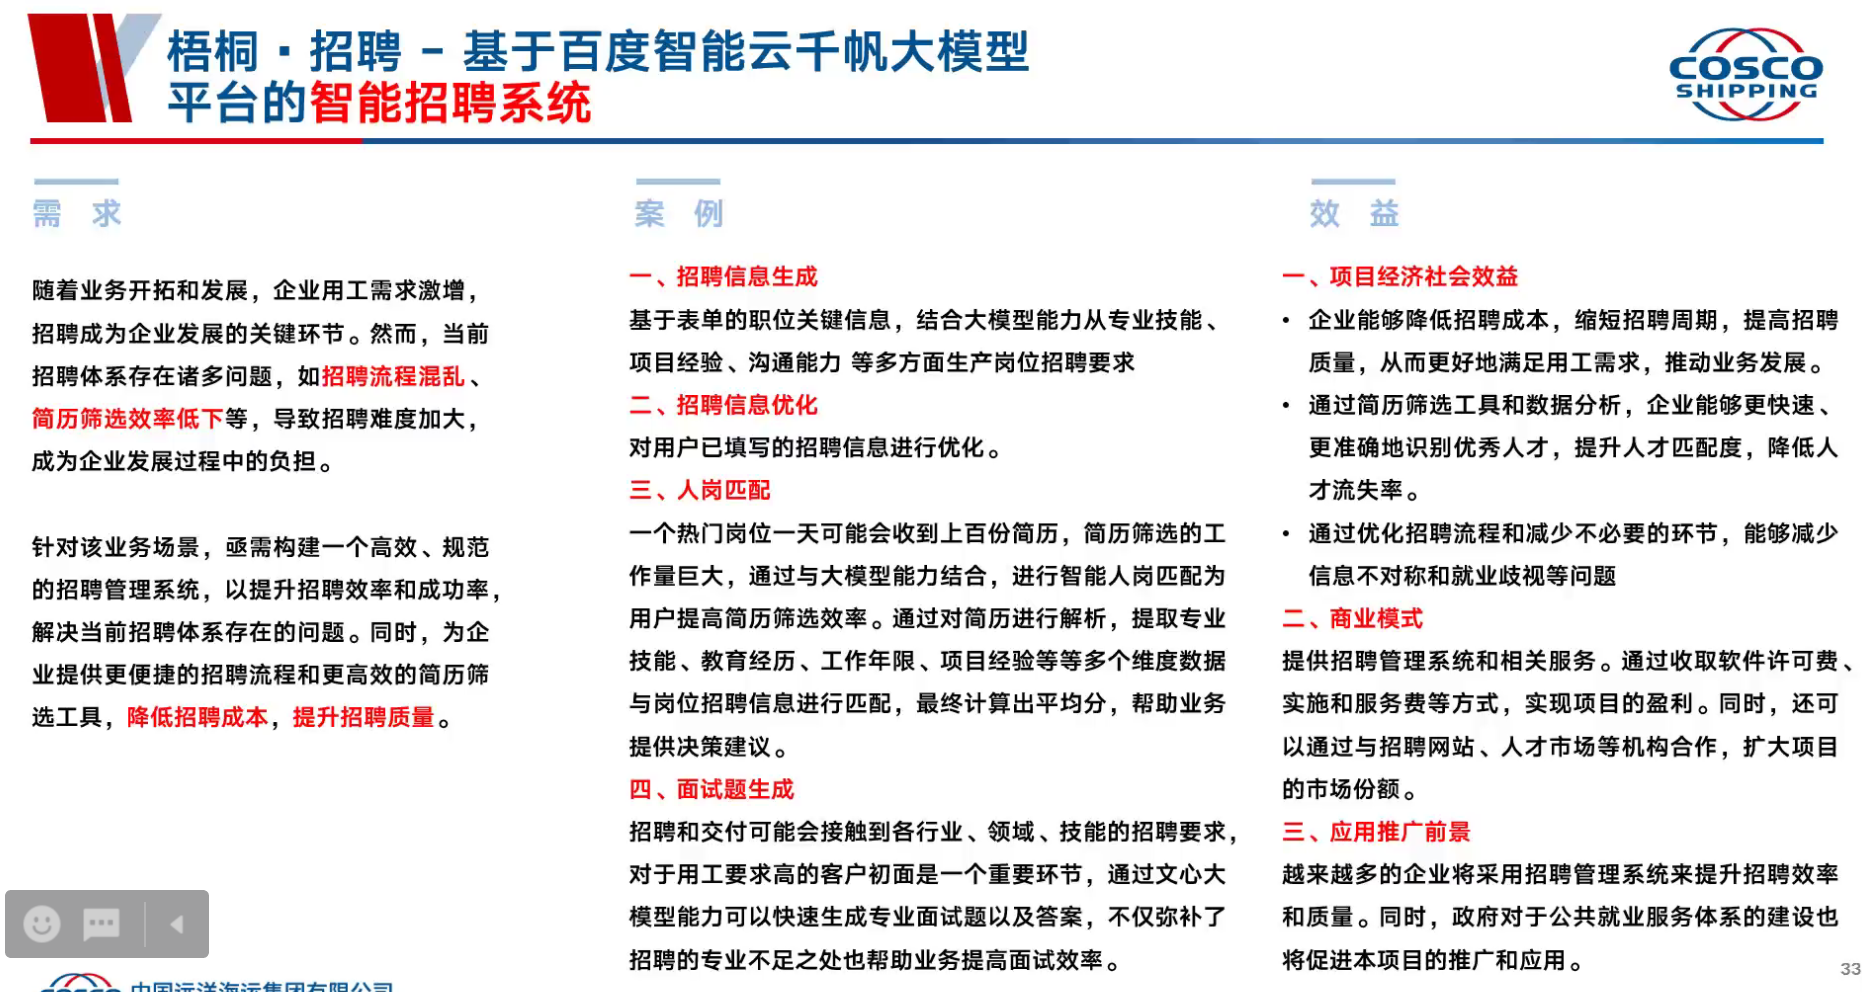 梧桐·招聘 - 基于百度智能云千帆大模型
平台的智能招聘系统
COSCO
SHIPPING
需 求
随着业务开拓和发展，企业用工需求激增，
招聘成为企业发展的关键环节。然而，当前
招聘体系存在诸多问题，如招聘流程混乱、
简历筛选效率低下等，导致招聘难度加大，
成为企业发展过程中的负担。
针对该业务场景，亟需构建一个高效、规范
的招聘管理系统，以提升招聘效率和成功率，
解决当前招聘体系存在的问题。同时，为企
业提供更便捷的招聘流程和更高效的简历筛
选工具，降低招聘成本，提升招聘质量。
案 例
一、招聘信息生成
基于表单的职位关键信息，结合大模型能力从专业技能、
项目经验、沟通能力 等多方面生产岗位招聘要求
二、招聘信息优化
对用户已填写的招聘信息进行优化。
三、人岗匹配
一个热门岗位一天可能会收到上百份简历，简历筛选的工
作量巨大，通过与大模型能力结合，进行智能人岗匹配为
用户提高简历筛选效率。通过对简历进行解析，提取专业
技能、教育经历、工作年限、项目经验等等多个维度数据
与岗位招聘信息进行匹配，最终计算出平均分，帮助业务
提供决策建议。
四、面试题生成
招聘和交付可能会接触到各行业、领域、技能的招聘要求，
对于用工要求高的客户初面是一个重要环节，通过文心大
模型能力可以快速生成专业面试题以及答案，不仅弥补了
招聘的专业不足之处也帮助业务提高面试效率。
效 益
一、项目经济社会效益
• 企业能够降低招聘成本，缩短招聘周期，提高招聘
质量，从而更好地满足用工需求，推动业务发展。
• 通过简历筛选工具和数据分析，企业能够更快速、
更准确地识别优秀人才，提升人才匹配度，降低人
才流失率。
• 通过优化招聘流程和减少不必要的环节，能够减少
信息不对称和就业歧视等问题
二、商业模式
提供招聘管理系统和相关服务。通过收取软件许可费、
实施和服务费等方式，实现项目的盈利。同时，还可
以通过与招聘网站、人才市场等机构合作，扩大项目
的市场份额。
三、应用推广前景
越来越多的企业将采用招聘管理系统来提升招聘效率
和质量。同时，政府对于公共就业服务体系的建设也
将促进本项目的推广和应用。
COSCO 中国远洋海运集团有限公司
33